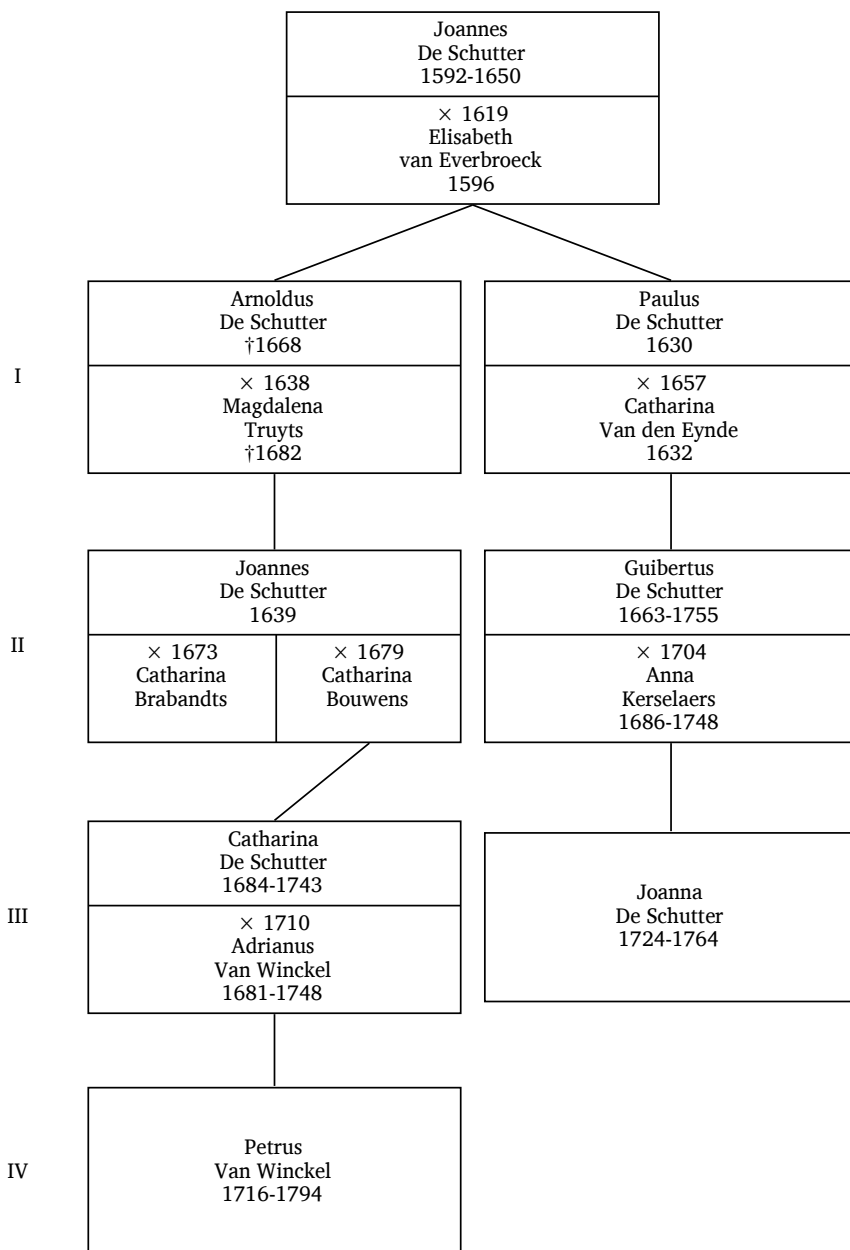 Joannes
De Schutter
1592-1650
× 1619
Elisabeth
van Everbroeck
1596
I
Arnoldus
De Schutter
†1668
× 1638
Magdalena
Truyts
†1682
Paulus
De Schutter
1630
× 1657
Catharina
Van den Eynde
1632
II
Joannes
De Schutter
1639
× 1673
Catharina
Brabandts
× 1679
Catharina
Bouwens
Guibertus
De Schutter
1663-1755
× 1704
Anna
Kerselaers
1686-1748
III
Catharina
De Schutter
1684-1743
× 1710
Adrianus
Van Winckel
1681-1748
Joanna
De Schutter
1724-1764
IV
Petrus
Van Winckel
1716-1794